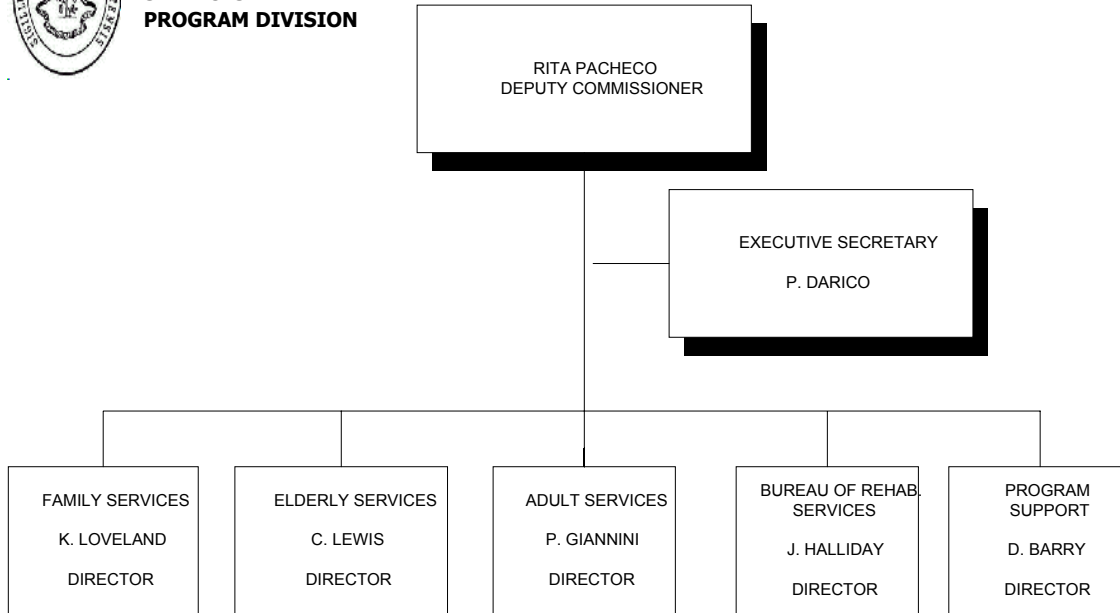 PROGRAM DIVISION
RITA PACHECO
DEPUTY COMMISSIONER
EXECUTIVE SECRETARY
P. DARICO
FAMILY SERVICES
K. LOVELAND
DIRECTOR
ELDERLY SERVICES
C. LEWIS
DIRECTOR
ADULT SERVICES
P. GIANNINI
DIRECTOR
BUREAU OF REHAB.
SERVICES
J. HALLIDAY
DIRECTOR
PROGRAM
SUPPORT
D. BARRY
DIRECTOR